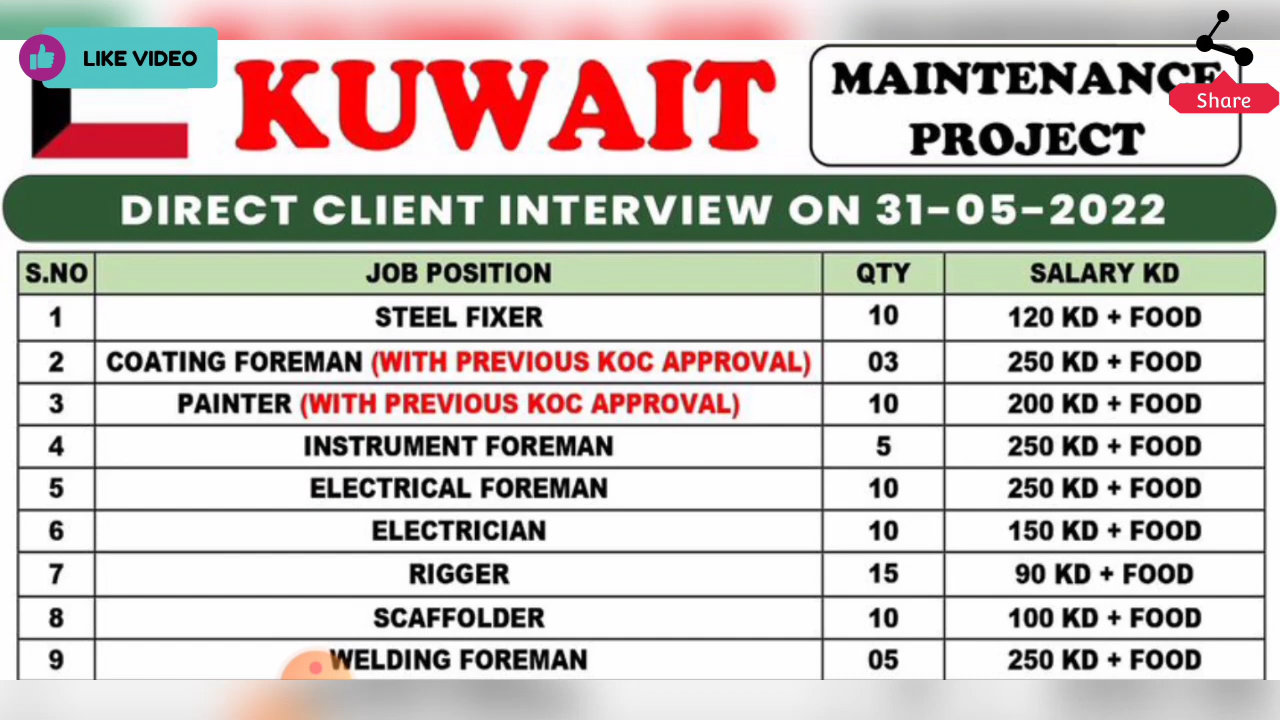 LIKE VIDEO
KUWAIT
MAINTENANCE
PROJECT
Share
DIRECT CLIENT INTERVIEW ON 31-05-2022
S.NO JOB POSITION QTY SALARY KD
1 STEEL FIXER 10 120 KD + FOOD
2 COATING FOREMAN (WITH PREVIOUS KOC APPROVAL) 03 250 KD + FOOD
3 PAINTER (WITH PREVIOUS KOC APPROVAL) 10 200 KD + FOOD
4 INSTRUMENT FOREMAN 5 250 KD + FOOD
5 ELECTRICAL FOREMAN 10 250 KD + FOOD
6 ELECTRICIAN 10 150 KD + FOOD
7 RIGGER 15 90 KD + FOOD
8 SCAFFOLDER 10 100 KD + FOOD
9 WELDING FOREMAN 05 250 KD + FOOD